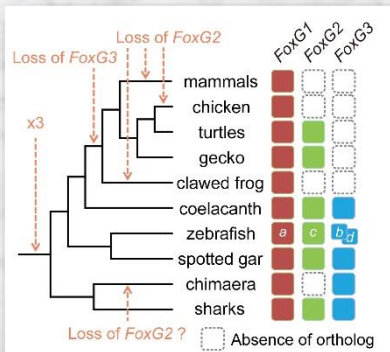 Loss of FoxG2
FoxG1 FoxG2 FoxG3
Loss of FoxG3
x3
mammals
chicken
turtles
gecko
clawed frog
coelacanth
zebrafish a c b d
spotted gar
chimaera
sharks
Loss of FoxG2 ?
Absence of ortholog